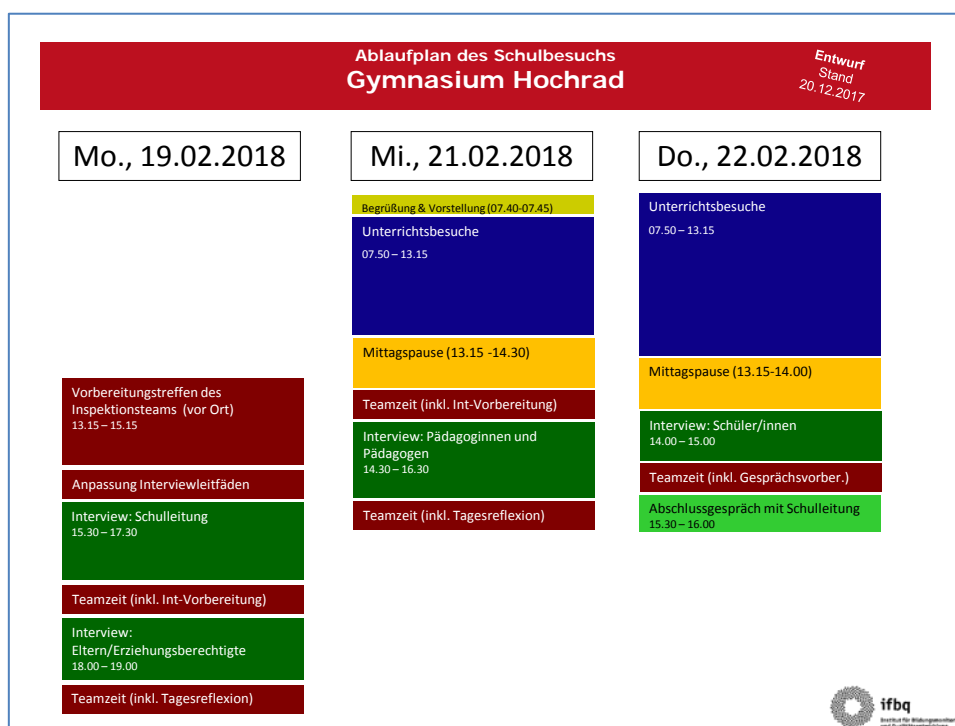 Ablaufplan des Schulbesuchs
Gymnasium Hochrad
Entwurf
Stand
20.12.2017
Mo., 19.02.2018
Vorbereitungstreffen des
Inspektionsteams (vor Ort)
13.15 – 15.15
Anpassung Interviewleitfäden
Interview: Schulleitung
15.30 – 17.30
Teamzeit (inkl. Int-Vorbereitung)
Interview:
Eltern/Erziehungsberechtigte
18.00 – 19.00
Teamzeit (inkl. Tagesreflexion)
Mi., 21.02.2018
Begrüßung & Vorstellung (07.40-07.45)
Unterrichtsbesuche
07.50 – 13.15
Mittagspause (13.15 -14.30)
Teamzeit (inkl. Int-Vorbereitung)
Interview: Pädagoginnen und
Pädagogen
14.30 – 16.30
Teamzeit (inkl. Tagesreflexion)
Do., 22.02.2018
Unterrichtsbesuche
07.50 – 13.15
Mittagspause (13.15-14.00)
Interview: Schüler/innen
14.00 – 15.00
Teamzeit (inkl. Gesprächsvorber.)
Abschlussgespräch mit Schulleitung
15.30 – 16.00
ifbq
Institut für Bildungsmonitor